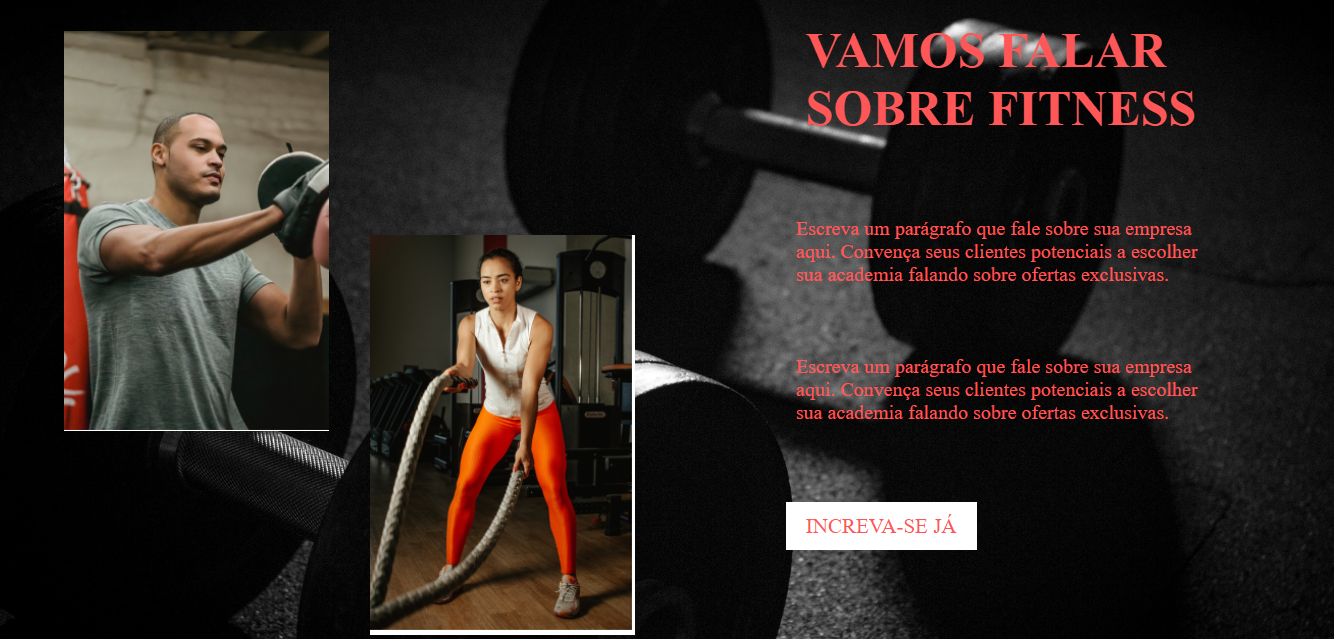 VAMOS FALAR
SOBRE FITNESS
Escreva um parágrafo que fale sobre sua empresa
aqui. Convença seus clientes potenciais a escolher
sua academia falando sobre ofertas exclusivas.
Escreva um parágrafo que fale sobre sua empresa
aqui. Convença seus clientes potenciais a escolher
sua academia falando sobre ofertas exclusivas.
INCREVA-SE JÁ